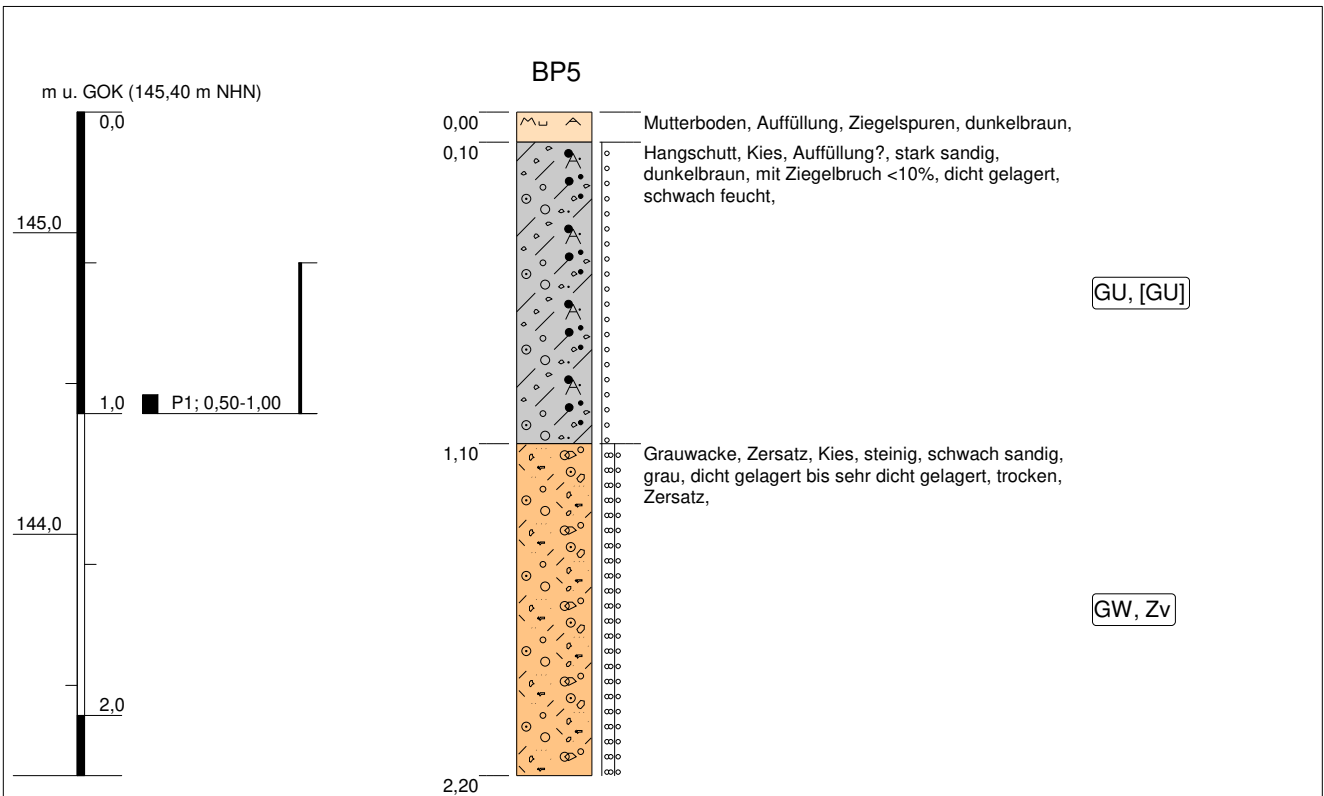 BP5
m u. GOK (145,40 m NHN)
0,0
145,0
1,0
P1; 0,50-1,00
144,0
2,0
0,00
Mutterboden, Auffüllung, Ziegelspuren, dunkelbraun,
0,10
Hangschutt, Kies, Auffüllung?, stark sandig,
dunkelbraun, mit Ziegelbruch <10%, dicht gelagert,
schwach feucht,
GU, [GU]
1,10
Grauwacke, Zersatz, Kies, steinig, schwach sandig,
grau, dicht gelagert bis sehr dicht gelagert, trocken,
Zersatz,
GW, Zv
2,20